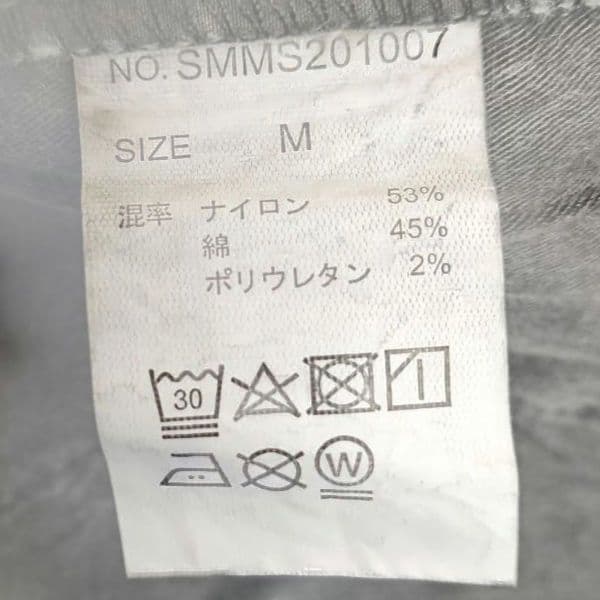 NO. SMMS201007
SIZE M
混率 ナイロン 53%
綿 45%
ポリウレタン 2%
30
W